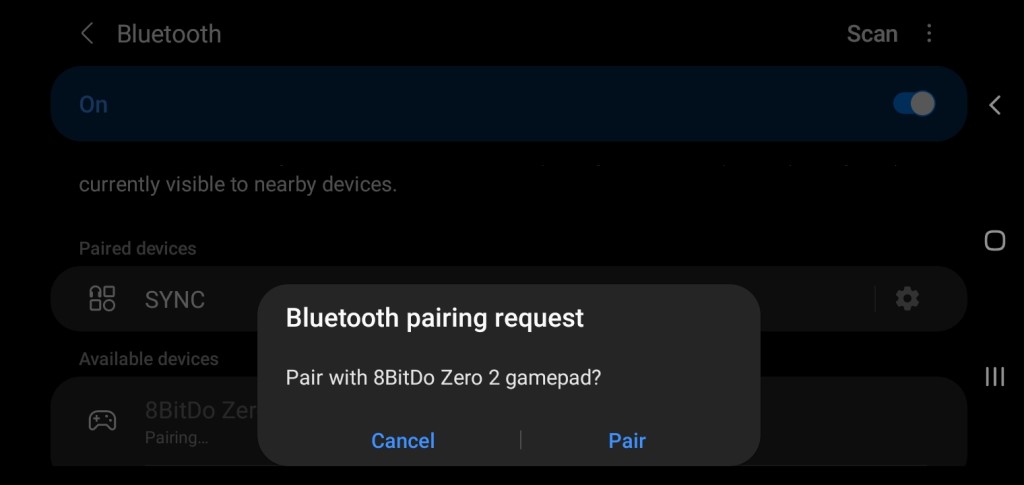 Bluetooth
Scan
On
currently visible to nearby devices.
Paired devices
SYNC
Bluetooth pairing request
Available devices
Pair with 8BitDo Zero 2 gamepad?
8BitDo Zer
Pairing...
Cancel
Pair